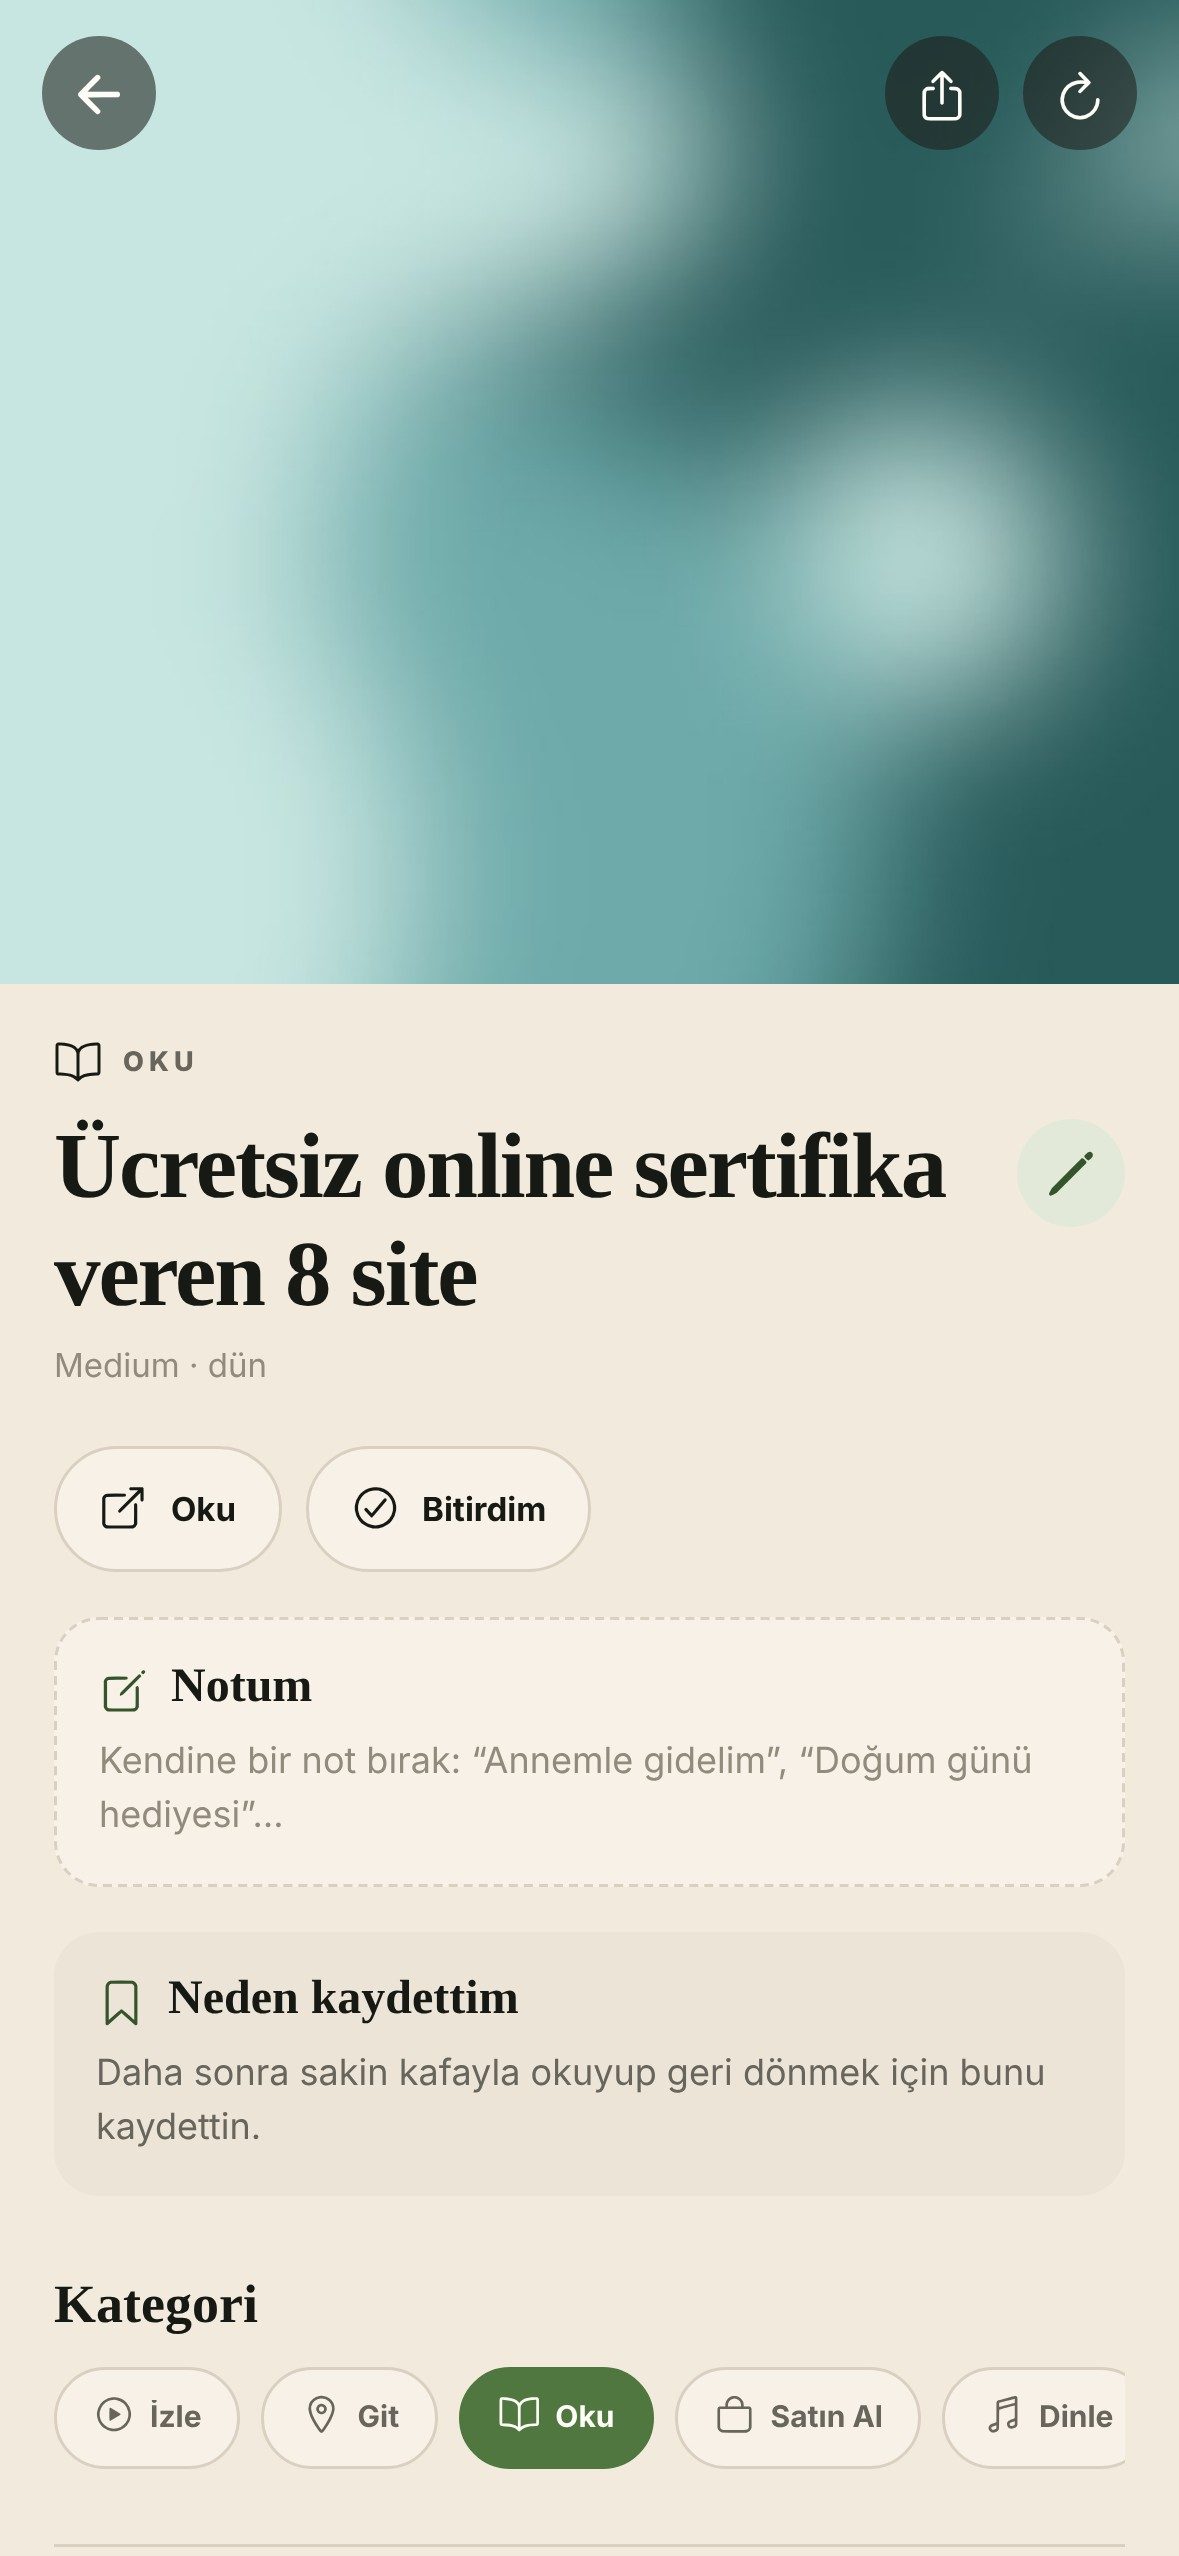 OKU
Ücretsiz online sertifika
veren 8 site
Medium · dün
Oku
Bitirdim
Notum
Kendine bir not bırak: “Annemle gidelim”, “Doğum günü
hediyesi”...
Neden kaydettim
Daha sonra sakin kafayla okuyup geri dönmek için bunu
kaydettin.
Kategori
İzle
Git
Oku
Satın Al
Dinle